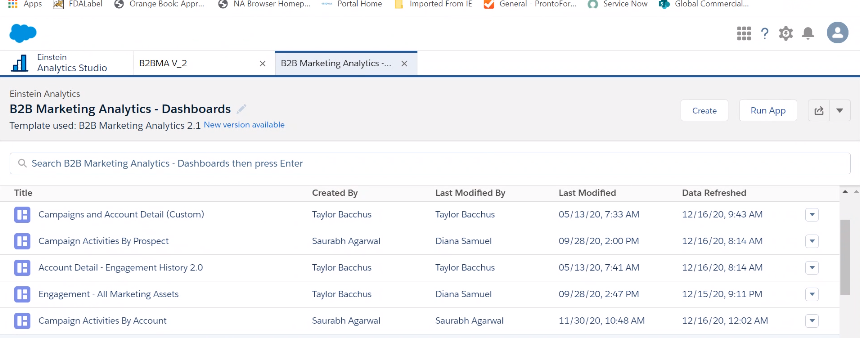 Apps FDALabel Orange Book: Appr... NA Browser Homep... Portal Home Imported From IE General ProntoFor... Service Now Global Commercial...
?
Einstein
Analytics Studio
B2BMA V_2 × B2B Marketing Analytics -... ×
Einstein Analytics
B2B Marketing Analytics - Dashboards
Create Run App
Template used: B2B Marketing Analytics 2.1 New version available
Search B2B Marketing Analytics - Dashboards then press Enter
Title Created By Last Modified By Last Modified Data Refreshed
Campaigns and Account Detail (Custom) Taylor Bacchus Taylor Bacchus 05/13/20, 7:33 AM 12/16/20, 9:43 AM
Campaign Activities By Prospect Saurabh Agarwal Diana Samuel 09/28/20, 2:00 PM 12/16/20, 8:14 AM
Account Detail - Engagement History 2.0 Taylor Bacchus Taylor Bacchus 05/13/20, 7:41 AM 12/16/20, 8:14 AM
Engagement - All Marketing Assets Taylor Bacchus Diana Samuel 09/28/20, 2:47 PM 12/15/20, 9:11 PM
Campaign Activities By Account Saurabh Agarwal Saurabh Agarwal 11/30/20, 10:48 AM 12/16/20, 12:02 AM